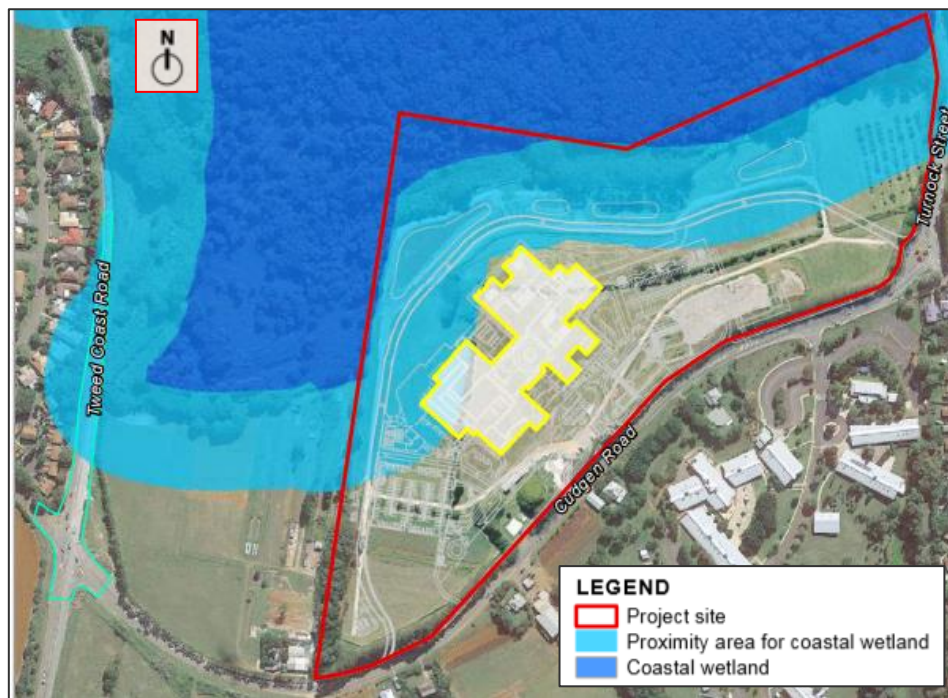 N
Tweed Coast Road
Turnock Street
Cudgen Road
LEGEND
Project site
Proximity area for coastal wetland
Coastal wetland